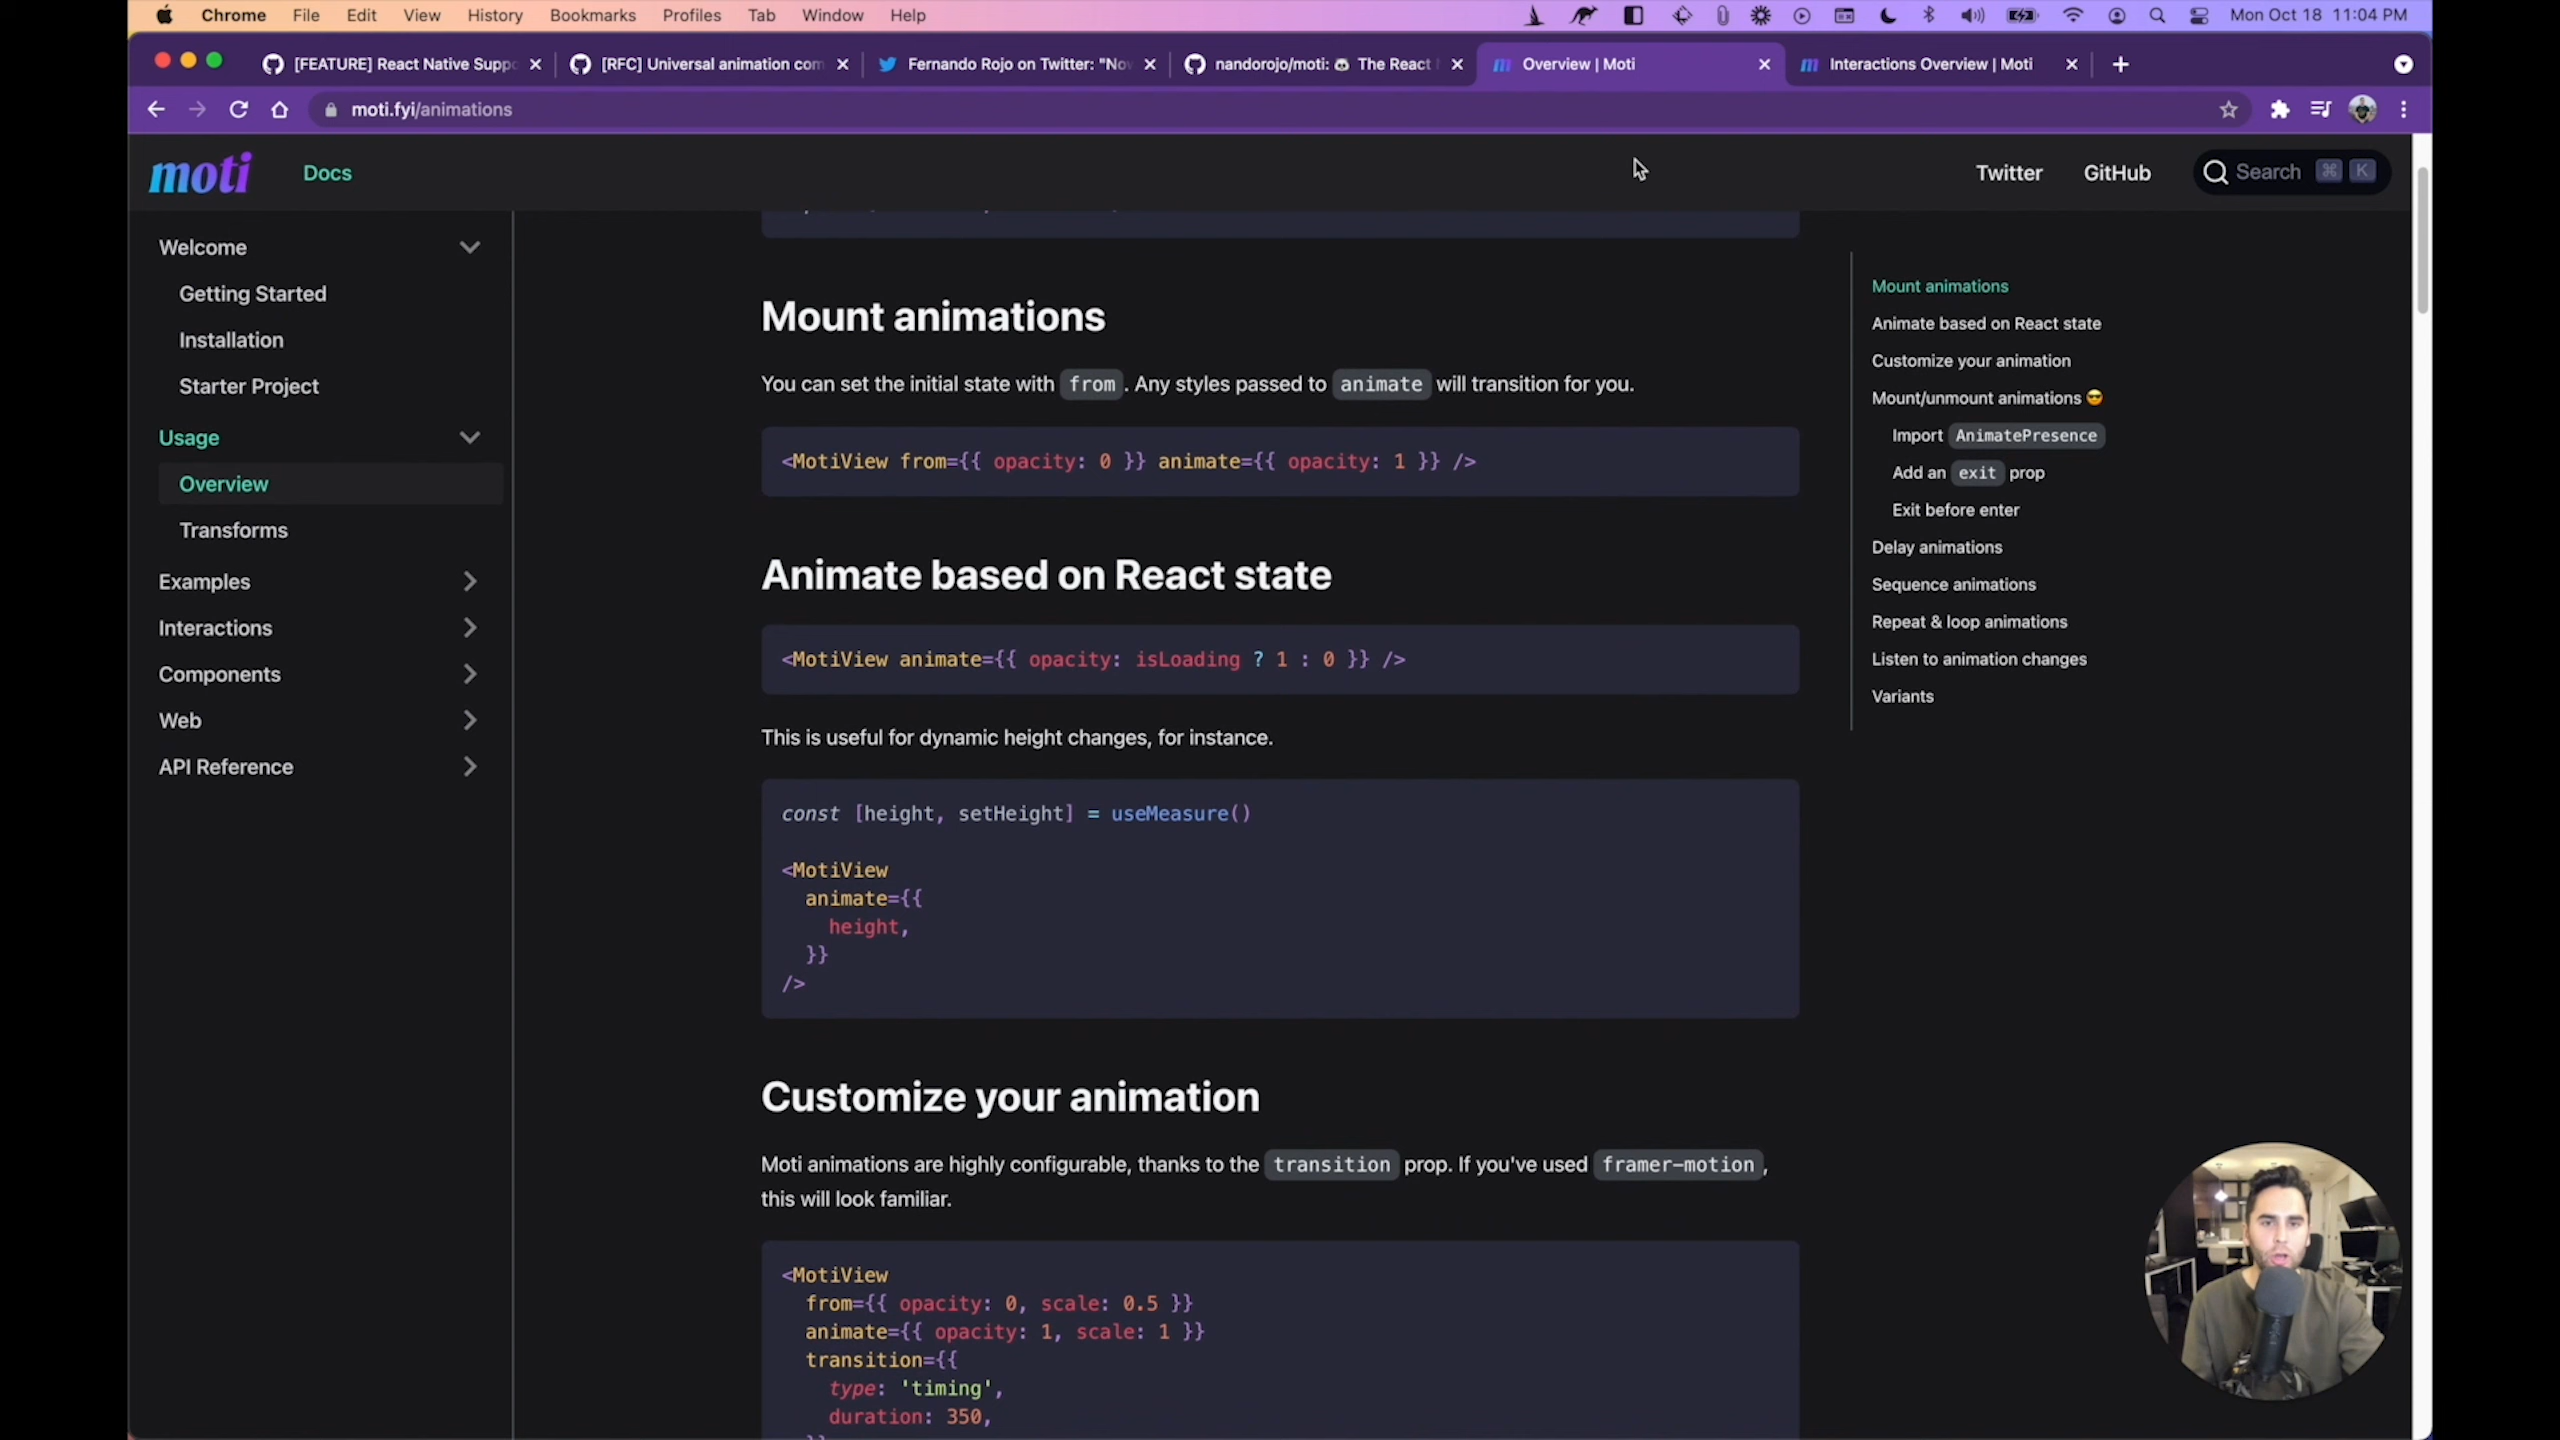 Chrome File Edit View History Bookmarks Profiles Tab Window Help Mon Oct 18 11:04 PM
[FEATURE] React Native Suppo [RFC] Universal animation com Fernando Rojo on Twitter: "Nov nandorojo/moti: 🐼 The React Overview | Moti Interactions Overview | Moti
moti.fyi/animations
moti Docs Twitter GitHub Search ⌘ K
Welcome
Getting Started
Installation
Starter Project
Usage
Overview
Transforms
Examples
Interactions
Components
Web
API Reference
Mount animations
You can set the initial state with from . Any styles passed to animate will transition for you.
<MotiView from={{ opacity: 0 }} animate={{ opacity: 1 }} />
Animate based on React state
<MotiView animate={{ opacity: isLoading ? 1 : 0 }} />
This is useful for dynamic height changes, for instance.
const [height, setHeight] = useMeasure()
<MotiView
animate={{
height,
}}
/>
Customize your animation
Moti animations are highly configurable, thanks to the transition prop. If you've used framer-motion ,
this will look familiar.
<MotiView
from={{ opacity: 0, scale: 0.5 }}
animate={{ opacity: 1, scale: 1 }}
transition={{
type: 'timing',
duration: 350,
Mount animations
Animate based on React state
Customize your animation
Mount/unmount animations 😎
Import AnimatePresence
Add an exit prop
Exit before enter
Delay animations
Sequence animations
Repeat & loop animations
Listen to animation changes
Variants